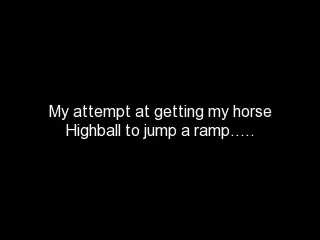 My attempt at getting my horse
Highball to jump a ramp.....